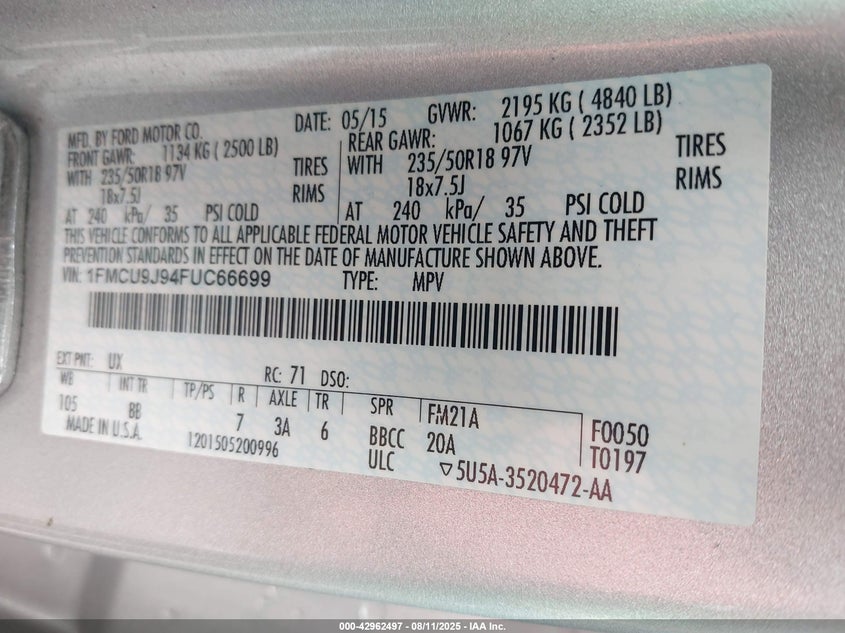 MFD. BY FORD MOTOR CO.
DATE: 05/15 GVWR: 2195 KG ( 4840 LB)
FRONT GAWR: 1134 KG ( 2500 LB)
REAR GAWR: 1067 KG ( 2352 LB)
WITH 235/50R18 97V TIRES
WITH 235/50R18 97V TIRES
18x7.5J RIMS
18x7.5J RIMS
AT 240 kPa/ 35 PSI COLD
AT 240 kPa/ 35 PSI COLD
THIS VEHICLE CONFORMS TO ALL APPLICABLE FEDERAL MOTOR VEHICLE SAFETY AND THEFT
PREVENTION STANDARDS IN EFFECT ON THE DATE OF MANUFACTURE SHOWN ABOVE.
VIN: 1FMCU9J94FUC66699 TYPE: MPV
EXT PNT: UX RC: 71 DSO:
WB INT TR TP/PS R AXLE TR SPR FM21A F0050
105 BB 7 3A 6 BBCC 20A T0197
MADE IN U.S.A. 1201505200996 ULC ▽5U5A-3520472-AA
000-42962497 - 08/11/2025 - IAA Inc.